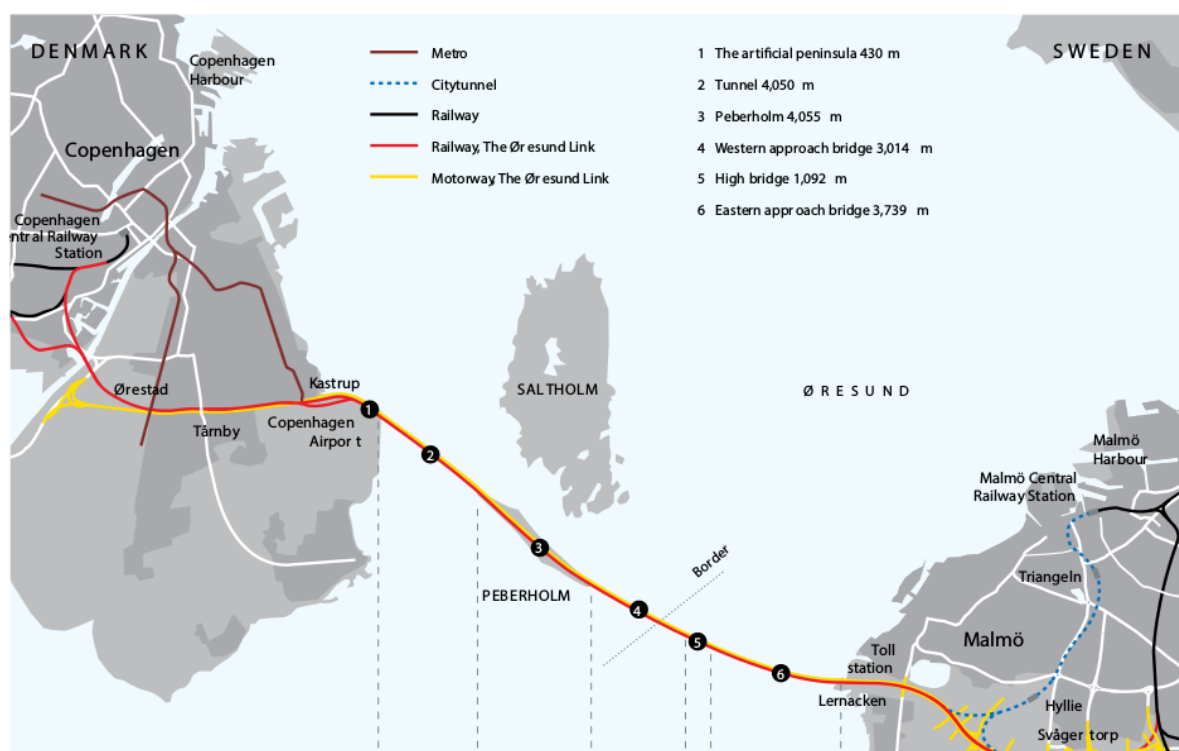 DENMARK
SWEDEN
Copenhagen
Harbour
Metro
Citytunnel
Railway
Railway, The Øresund Link
Motorway, The Øresund Link
1 The artificial peninsula 430 m
2 Tunnel 4,050 m
3 Peberholm 4,055 m
4 Western approach bridge 3,014 m
5 High bridge 1,092 m
6 Eastern approach bridge 3,739 m
Copenhagen
Copenhagen
entral Railway
Station
SALTHOLM
ØRESUND
Kastrup
Ørestad
Tårnby
Copenhagen
Airport
1
2
3
PEBERHOLM
Border
4
5
6
Malmö
Harbour
Malmö Central
Railway Station
Triangeln
Malmö
Toll
station
Lernacken
Hyllie
Svågertorp